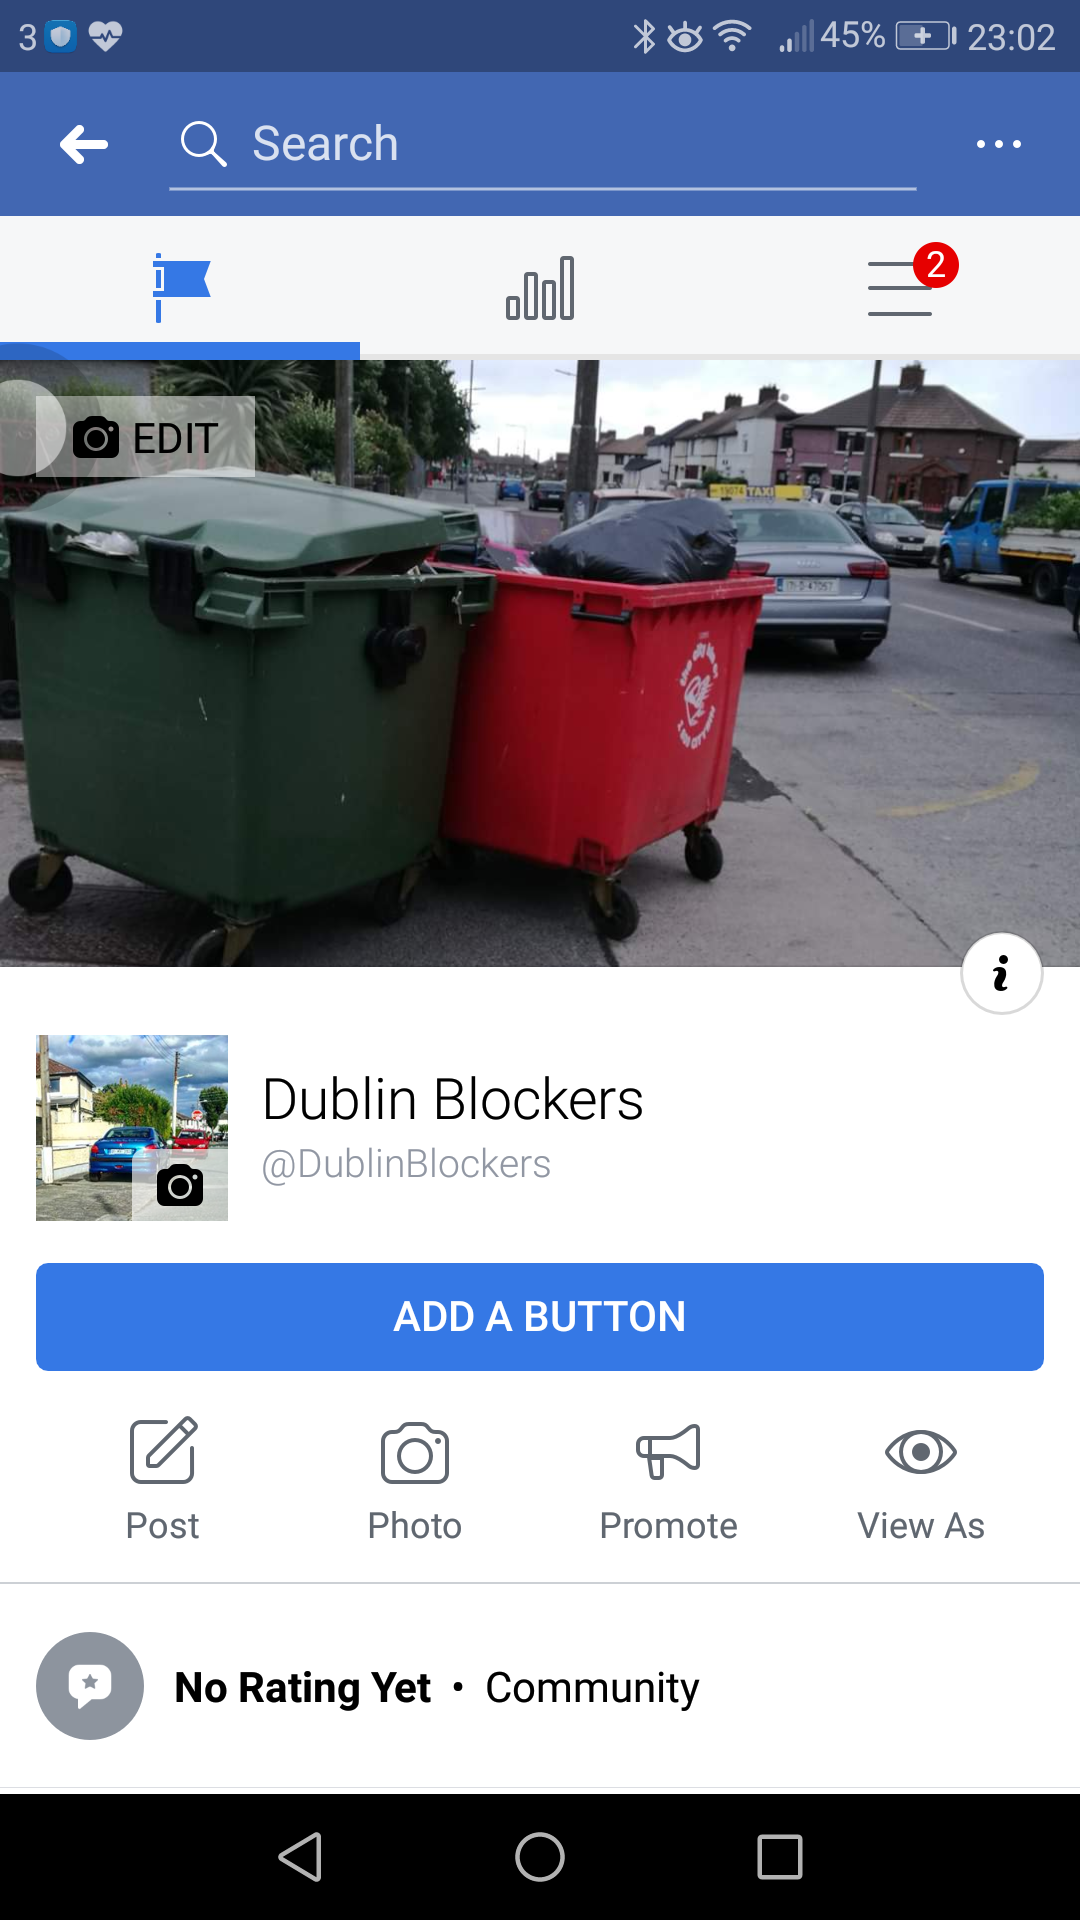 3
45%
23:02
Search
2
EDIT
TAXI
Dublin Blockers
@DublinBlockers
ADD A BUTTON
Post
Photo
Promote
View As
No Rating Yet • Community